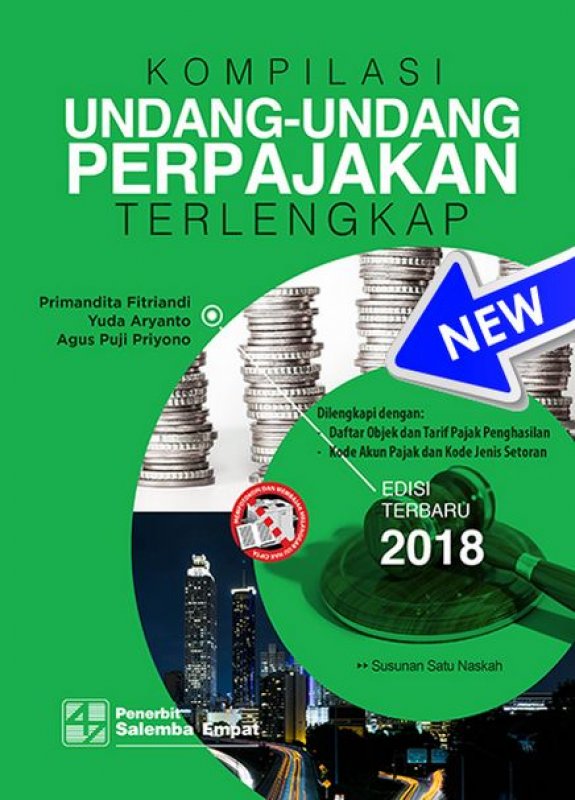 KOMPILASI
UNDANG-UNDANG
PERPAJAKAN
TERLENGKAP
Primandita Fitriandi
Yuda Aryanto
Agus Puji Priyono
NEW
Dilengkapi dengan:
- Daftar Objek dan Tarif Pajak Penghasilan
- Kode Akun Pajak dan Kode Jenis Setoran
EDISI
TERBARU
2018
Susunan Satu Naskah
Penerbit
Salemba Empat